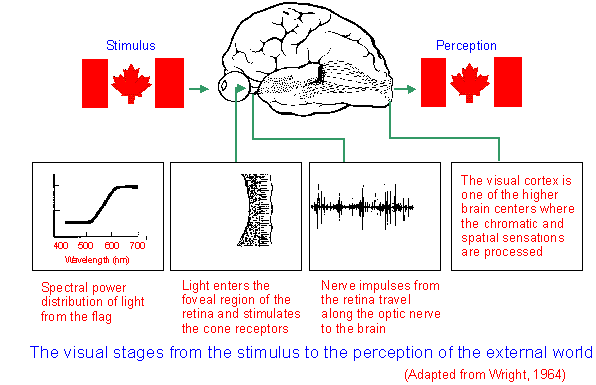 Stimulus
Perception
400 500 600 700
Wavelength (nm)
The visual cortex is
one of the higher
brain centers where
the chromatic and
spatial sensations
are processed
Spectral power
distribution of light
from the flag
Light enters the
foveal region of the
retina and stimulates
the cone receptors
Nerve impulses from
the retina travel
along the optic nerve
to the brain
The visual stages from the stimulus to the perception of the external world
(Adapted from Wright, 1964)